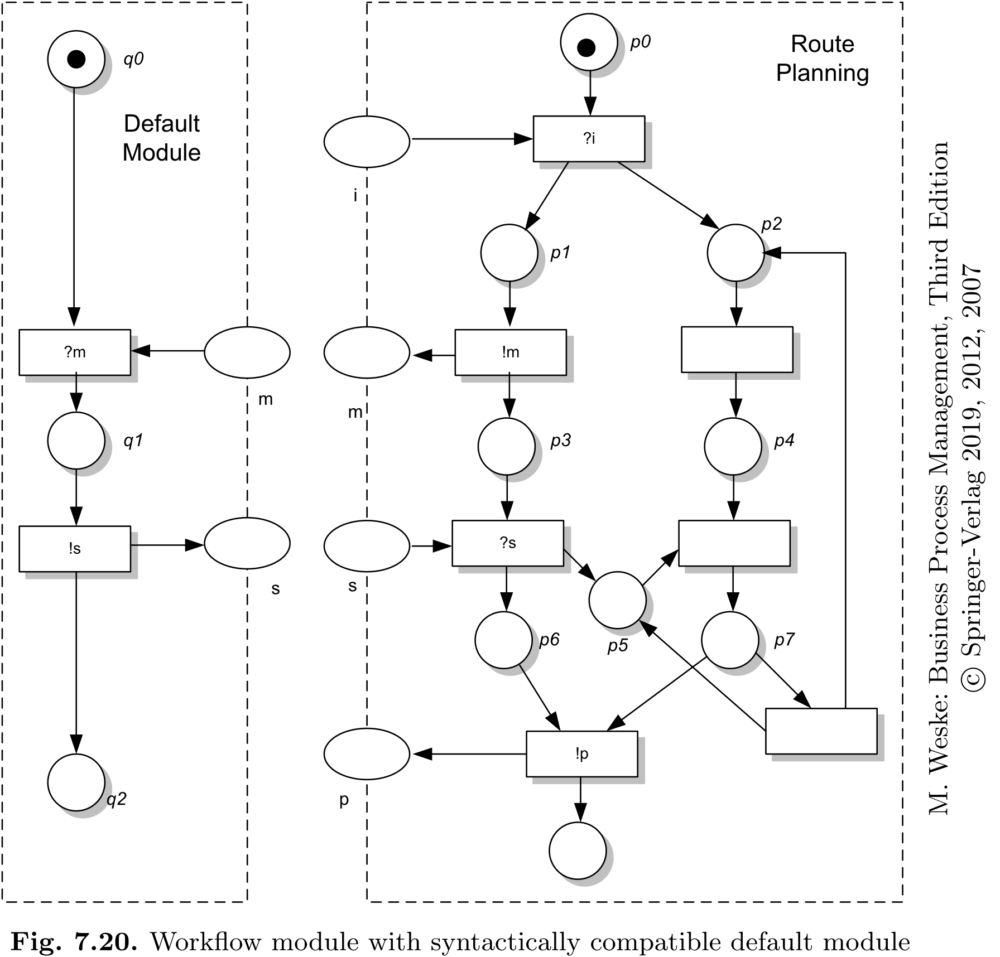 q0
Default
Module
?m
m
q1
!s
s
q2
p0
Route
Planning
?i
i
p1
p2
!m
m
p3
p4
?s
s
p5
p6
p7
!p
p
M. Weske: Business Process Management, Third Edition
© Springer-Verlag 2019, 2012, 2007
Fig. 7.20. Workflow module with syntactically compatible default module